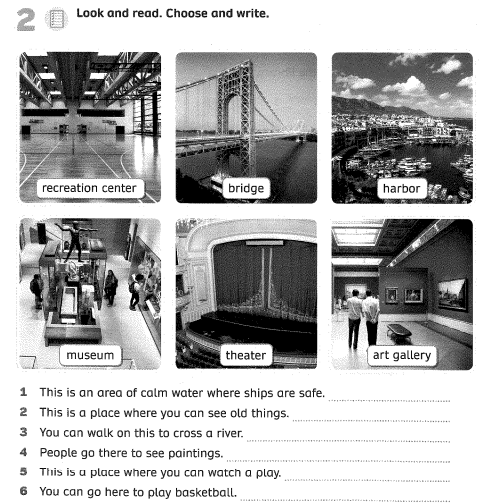 2 Look and read. Choose and write.
recreation center bridge harbor
museum theater art gallery
1 This is an area of calm water where ships are safe.
2 This is a place where you can see old things.
3 You can walk on this to cross a river.
4 People go there to see paintings.
5 This is a place where you can watch a play.
6 You can go here to play basketball.